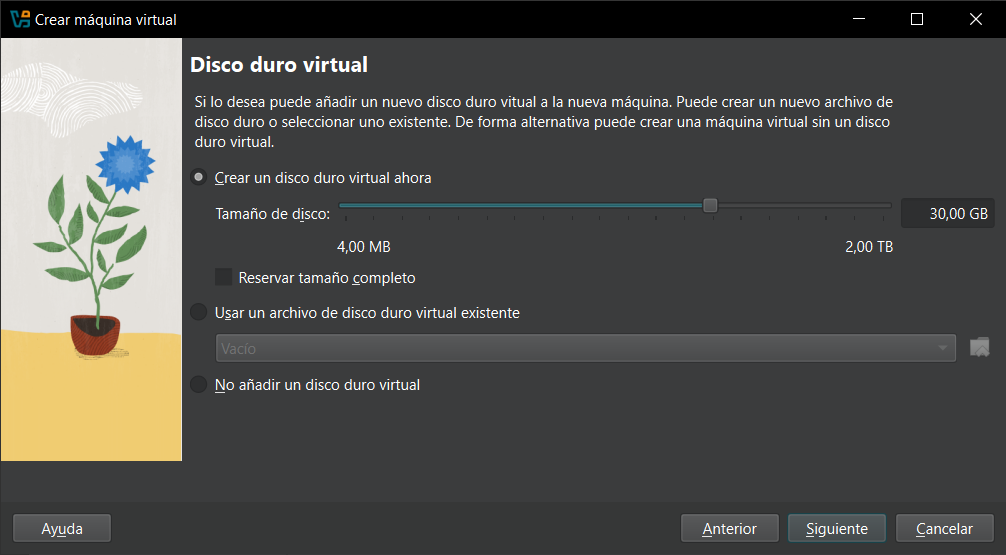 Crear máquina virtual
Disco duro virtual
Si lo desea puede añadir un nuevo disco duro vitual a la nueva máquina. Puede crear un nuevo archivo de
disco duro o seleccionar uno existente. De forma alternativa puede crear una máquina virtual sin un disco
duro virtual.
Crear un disco duro virtual ahora
Tamaño de disco:
30,00 GB
4,00 MB
2,00 TB
Reservar tamaño completo
Usar un archivo de disco duro virtual existente
Vacío
No añadir un disco duro virtual
Ayuda
Anterior
Siguiente
Cancelar